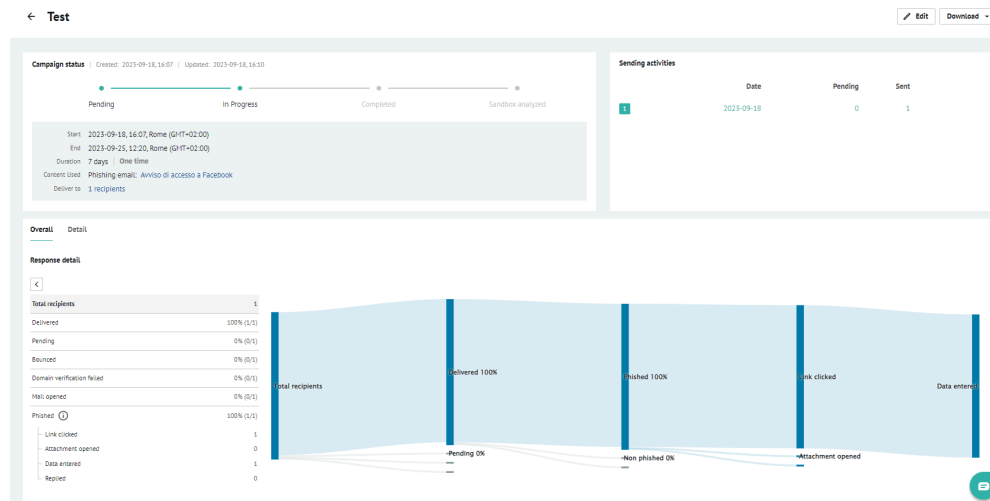 ← Test
Edit
Download
Campaign status | Created: 2023-09-18, 16:07 | Updated: 2023-09-18, 16:10
Pending
In Progress
Completed
Sandbox analyzed
Start 2023-09-18, 16:07, Rome (GMT+02:00)
End 2023-09-25, 12:20, Rome (GMT+02:00)
Duration 7 days | One time
Content Used Phishing email: Avviso di accesso a Facebook
Deliver to 1 recipients
Sending activities
Date Pending Sent
1 2023-09-18 0 1
Overall Detail
Response detail
Total recipients 1
Delivered 100% (1/1)
Pending 0% (0/1)
Bounced 0% (0/1)
Domain verification failed 0% (0/1)
Mail opened 0% (0/1)
Phished 100% (1/1)
Link clicked 1
Attachment opened 0
Data entered 1
Replied 0
Total recipients
Delivered 100%
Pending 0%
Phished 100%
Non phished 0%
Link clicked
Attachment opened
Data entered